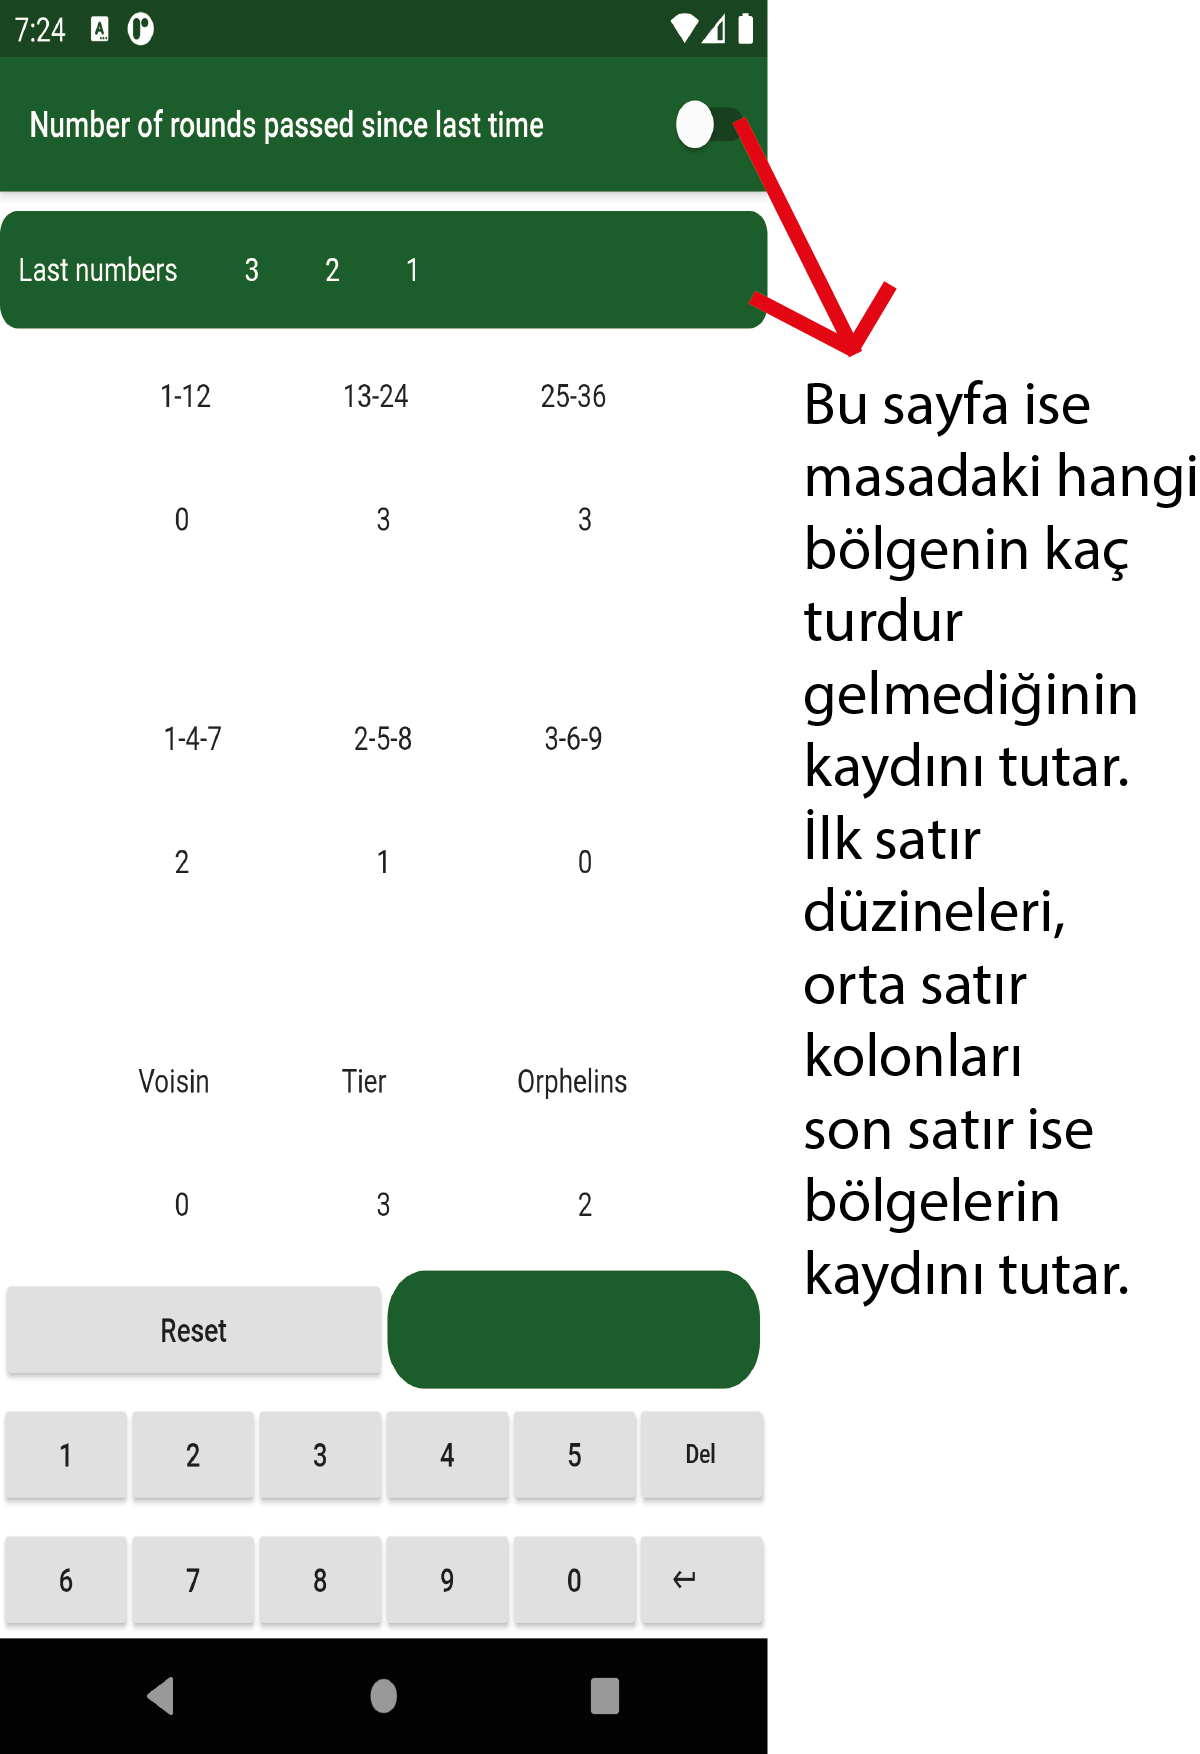 7:24
Number of rounds passed since last time
Last numbers 3 2 1
1-12 13-24 25-36
0 3 3
1-4-7 2-5-8 3-6-9
2 1 0
Voisin Tier Orphelins
0 3 2
Reset
1 2 3 4 5 Del
6 7 8 9 0 ↵
Bu sayfa ise
masadaki hangi
bölgenin kaç
turdur
gelmediğinin
kaydını tutar.
İlk satır
düzineleri,
orta satır
kolonları
son satır ise
bölgelerin
kaydını tutar.